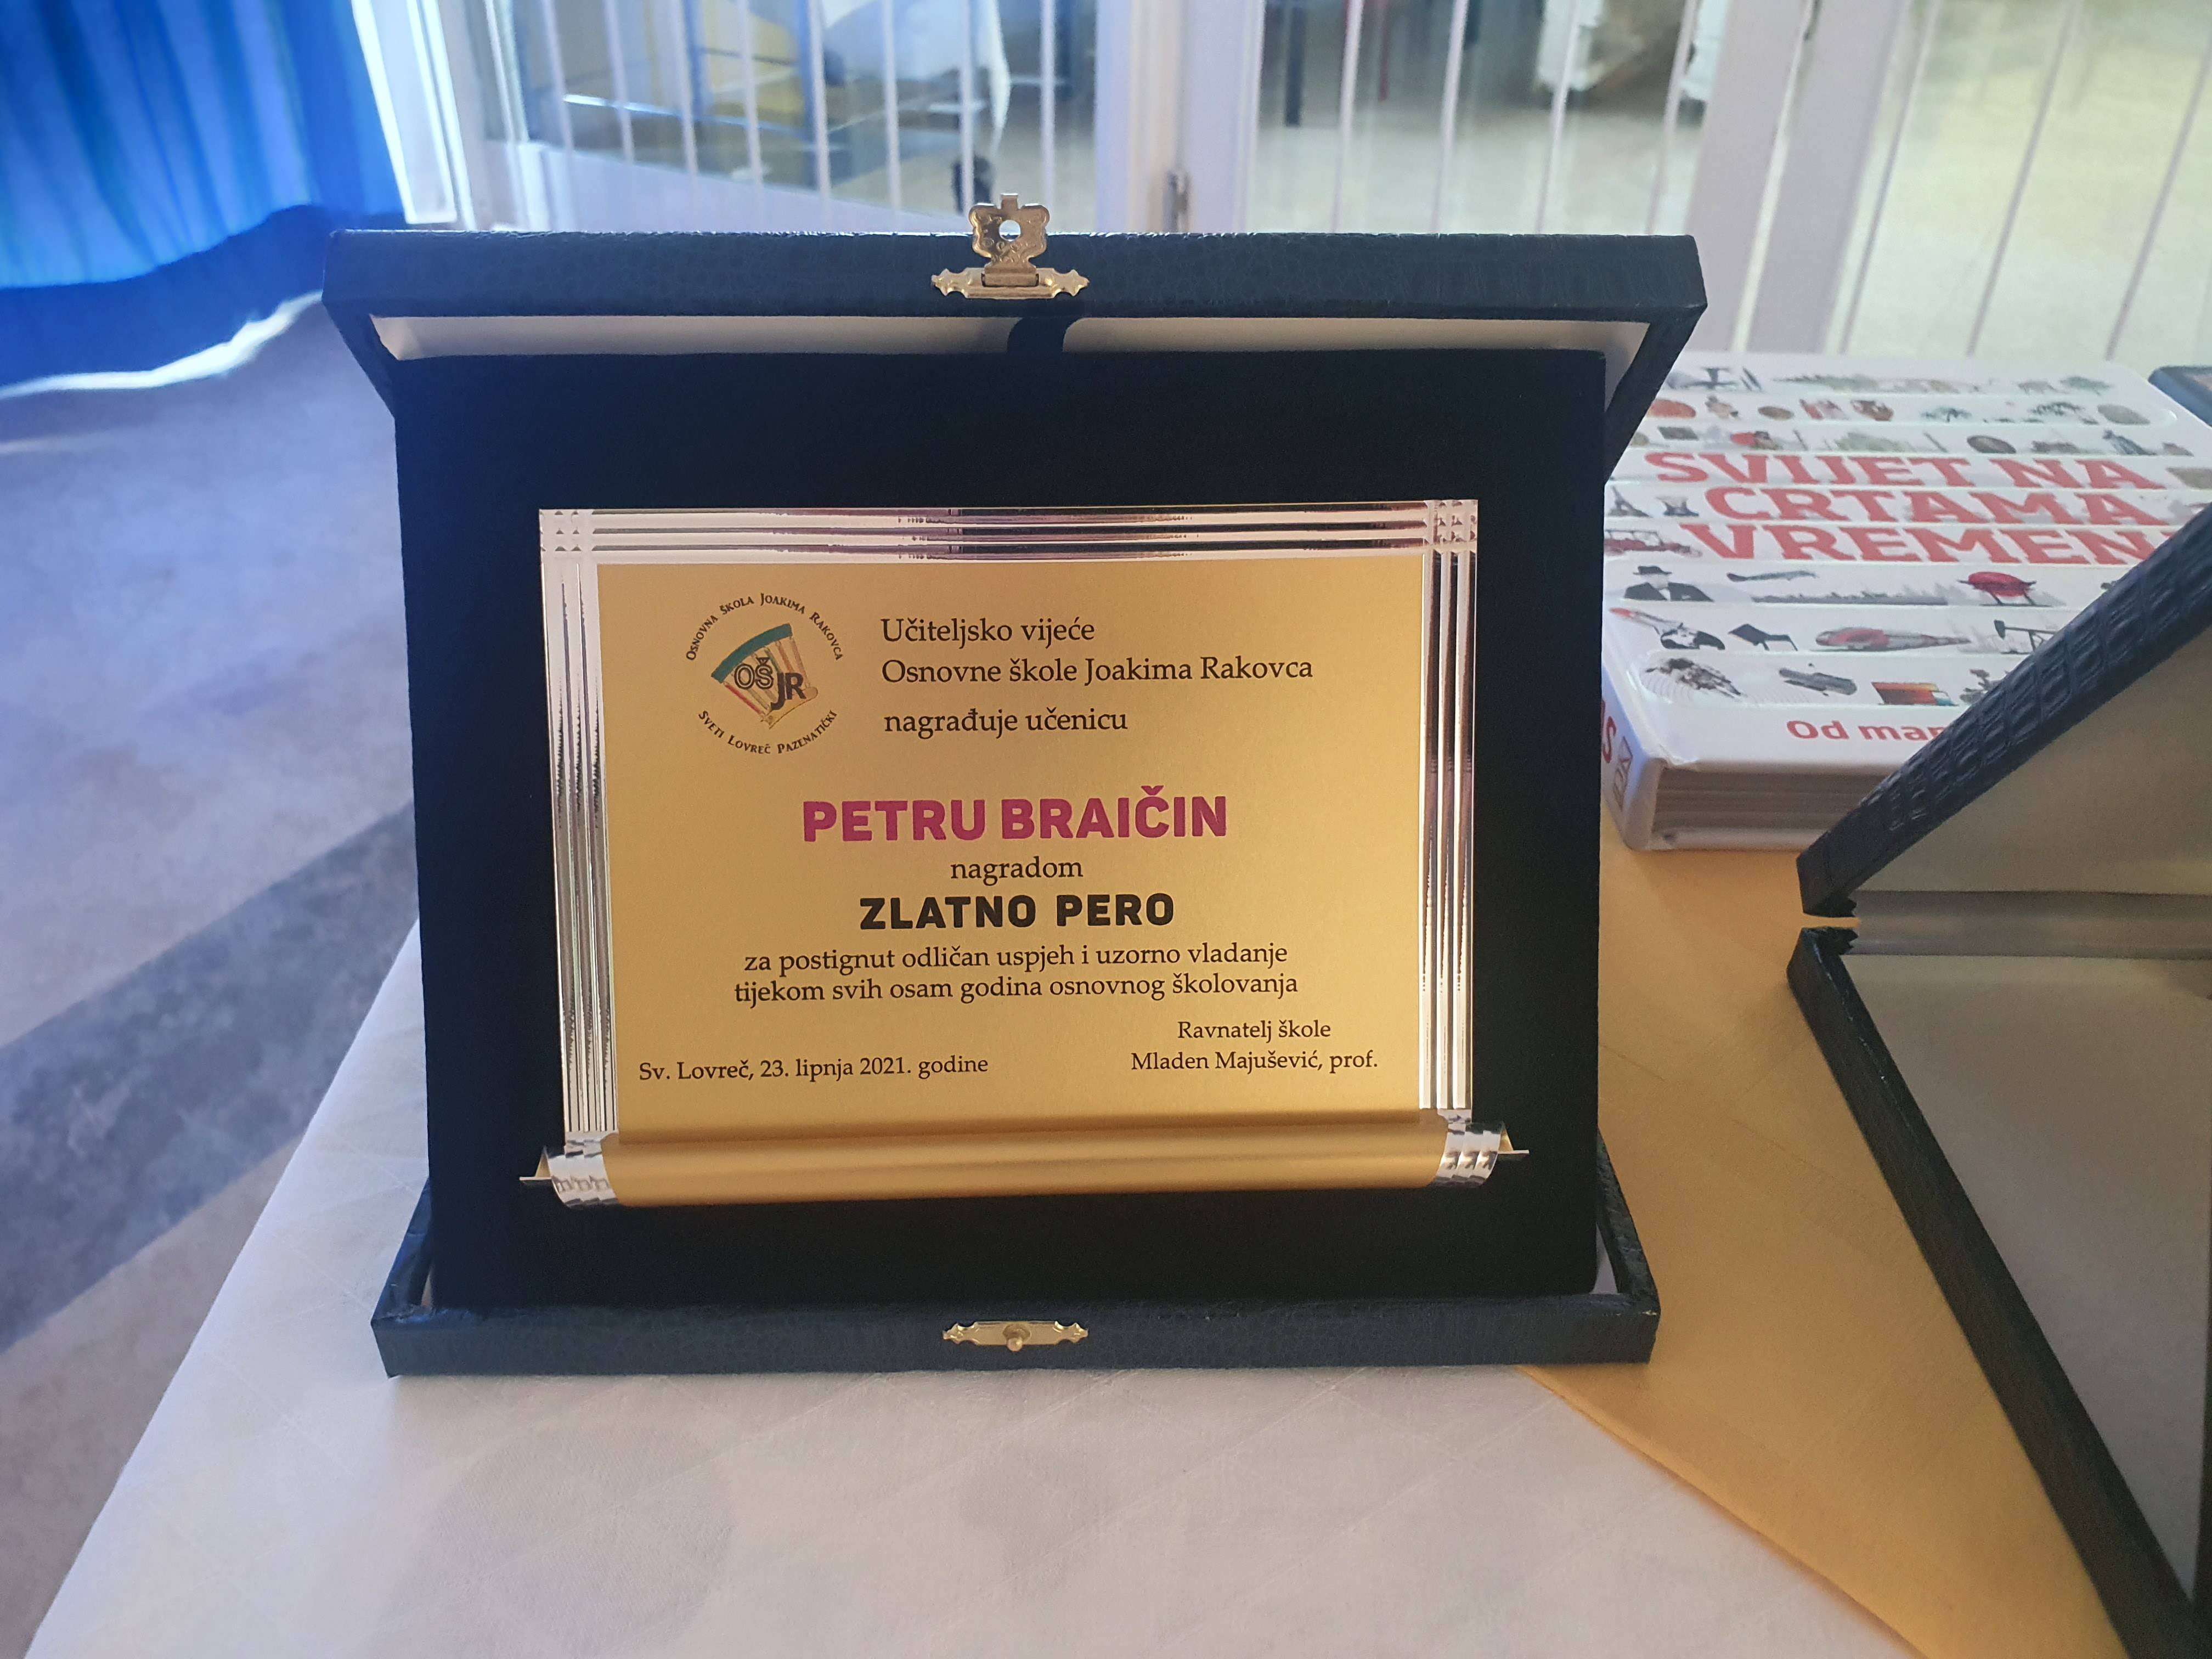 OSNOVNA ŠKOLA JOAKIMA RAKOVCA
OŠ
JR
SVETI LOVREČ PAZENATIČKI
Učiteljsko vijeće
Osnovne škole Joakima Rakovca
nagrađuje učenicu
PETRU BRAIČIN
nagradom
ZLATNO PERO
za postignut odličan uspjeh i uzorno vladanje
tijekom svih osam godina osnovnog školovanja
Ravnatelj škole
Mladen Majušević, prof.
Sv. Lovreč, 23. lipnja 2021. godine
SVIJET NA
CRTAMA
VREMEN
Od